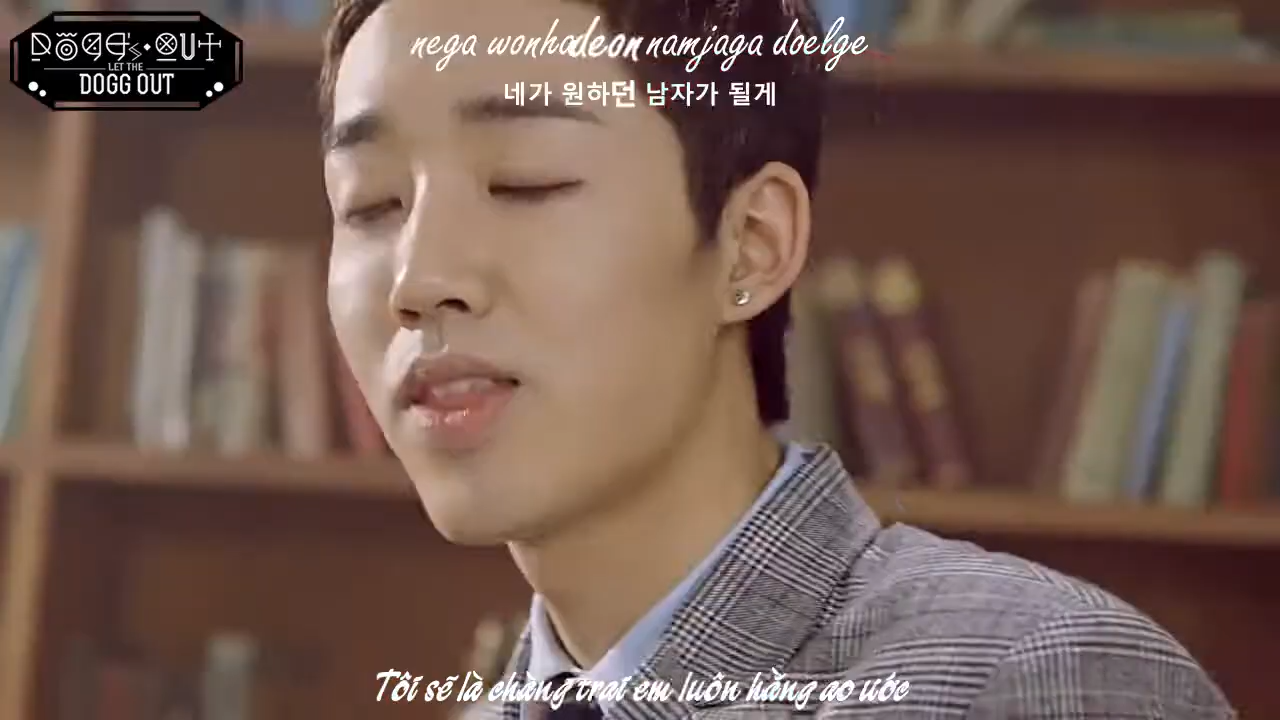 DOGG's·OUT
LET THE
DOGG OUT
nega wonhadeon namjaga doelge
네가 원하던 남자가 될게
Tôi sẽ là chàng trai em luôn hằng ao ước